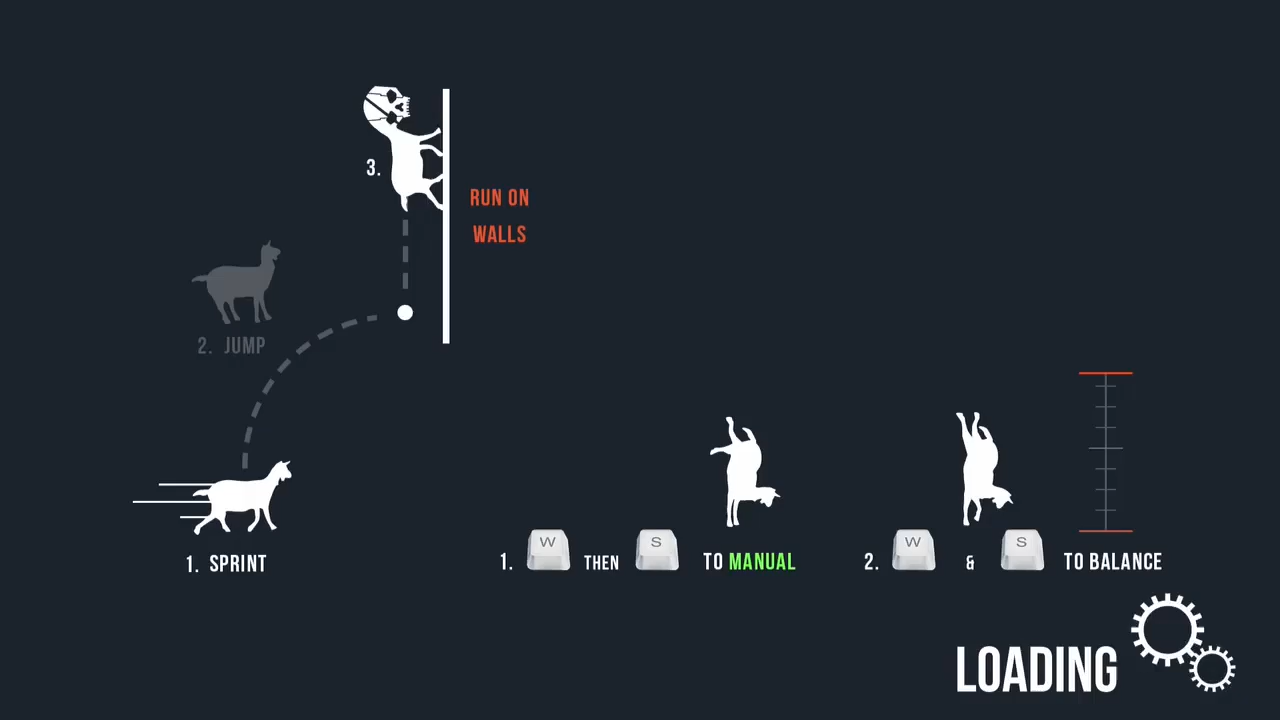 3.
RUN ON
WALLS
2. JUMP
1. SPRINT
1. W THEN S TO MANUAL
2. W & S TO BALANCE
LOADING